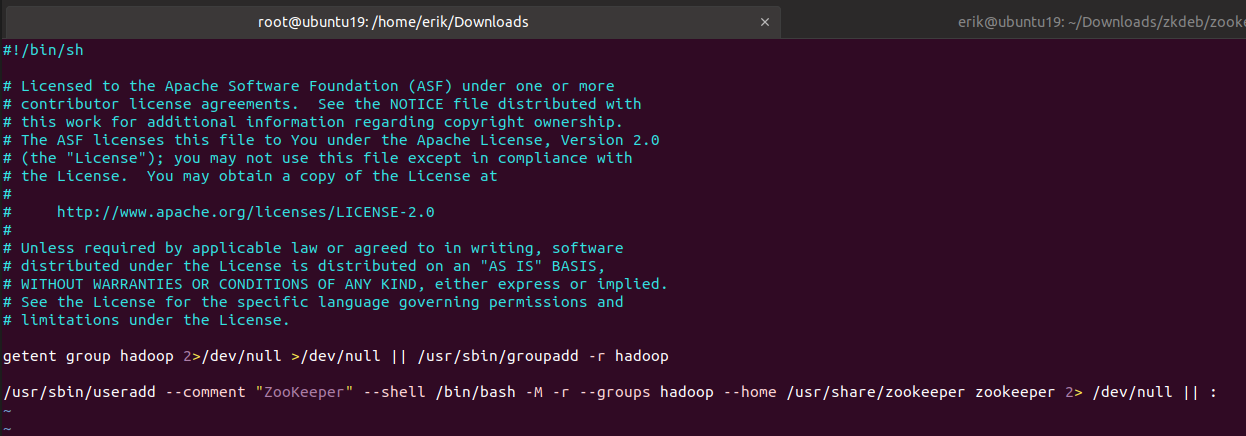 root@ubuntu19: /home/erik/Downloads × erik@ubuntu19: ~/Downloads/zkdeb/zooke
#!/bin/sh
# Licensed to the Apache Software Foundation (ASF) under one or more
# contributor license agreements.  See the NOTICE file distributed with
# this work for additional information regarding copyright ownership.
# The ASF licenses this file to You under the Apache License, Version 2.0
# (the "License"); you may not use this file except in compliance with
# the License.  You may obtain a copy of the License at
#
#     http://www.apache.org/licenses/LICENSE-2.0
#
# Unless required by applicable law or agreed to in writing, software
# distributed under the License is distributed on an "AS IS" BASIS,
# WITHOUT WARRANTIES OR CONDITIONS OF ANY KIND, either express or implied.
# See the License for the specific language governing permissions and
# limitations under the License.
getent group hadoop 2>/dev/null >/dev/null || /usr/sbin/groupadd -r hadoop
/usr/sbin/useradd --comment "ZooKeeper" --shell /bin/bash -M -r --groups hadoop --home /usr/share/zookeeper zookeeper 2> /dev/null || :
~
~